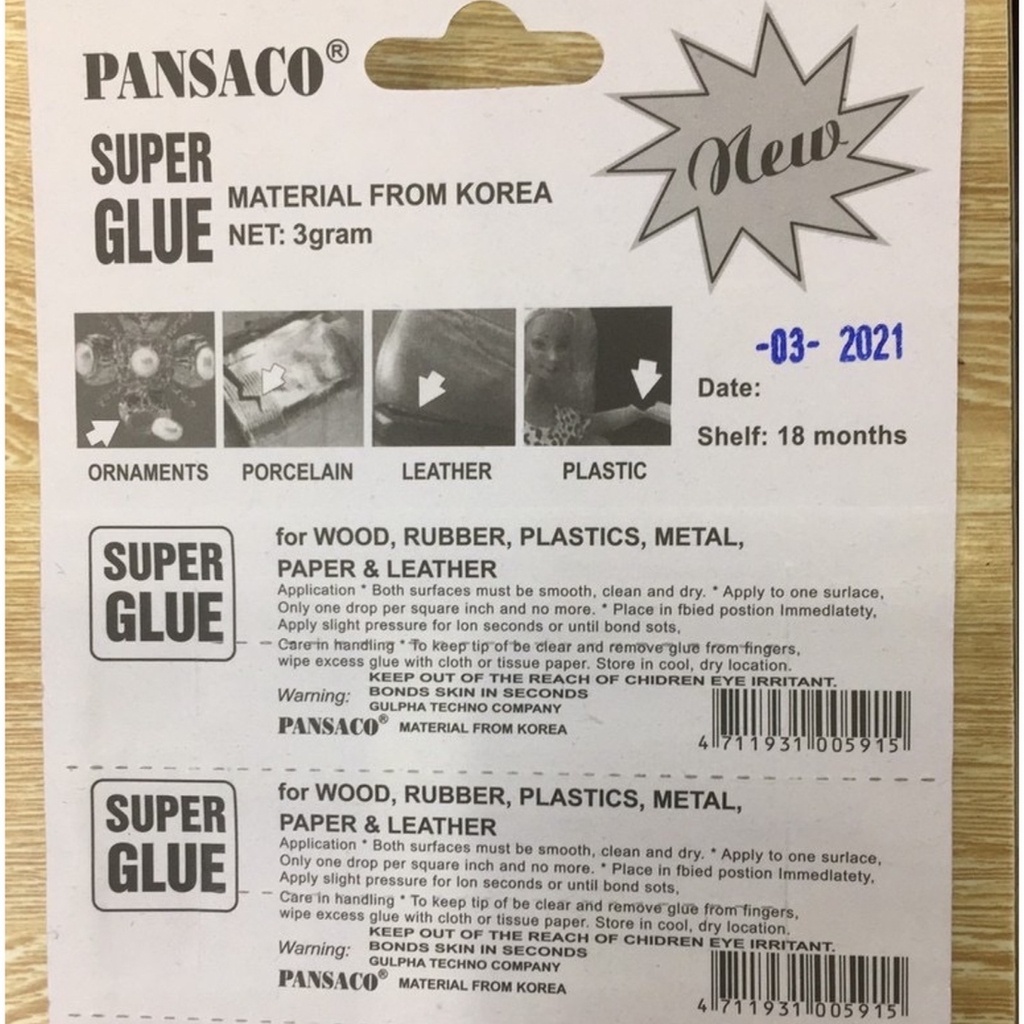 PANSACO®
New
SUPER
GLUE
MATERIAL FROM KOREA
NET: 3gram
-03- 2021
Date:
Shelf: 18 months
ORNAMENTS PORCELAIN LEATHER PLASTIC
SUPER
GLUE
for WOOD, RUBBER, PLASTICS, METAL,
PAPER & LEATHER
Application * Both surfaces must be smooth, clean and dry. * Apply to one surlace,
Only one drop per square inch and no more. * Place in fbied postion Immedlatety,
Apply slight pressure for lon seconds or until bond sots,
Care in handling * To keep tip of be clear and remove glue from fingers,
wipe excess glue with cloth or tissue paper. Store in cool, dry location.
KEEP OUT OF THE REACH OF CHIDREN EYE IRRITANT.
Warning: BONDS SKIN IN SECONDS
GULPHA TECHNO COMPANY
PANSACO® MATERIAL FROM KOREA
4 711931 005915
SUPER
GLUE
for WOOD, RUBBER, PLASTICS, METAL,
PAPER & LEATHER
Application * Both surfaces must be smooth, clean and dry. * Apply to one surlace,
Only one drop per square inch and no more. * Place in fbied postion Immedlatety,
Apply slight pressure for lon seconds or until bond sots,
Care in handling * To keep tip of be clear and remove glue from fingers,
wipe excess glue with cloth or tissue paper. Store in cool, dry location.
KEEP OUT OF THE REACH OF CHIDREN EYE IRRITANT.
Warning: BONDS SKIN IN SECONDS
GULPHA TECHNO COMPANY
PANSACO® MATERIAL FROM KOREA
4 711931 005915